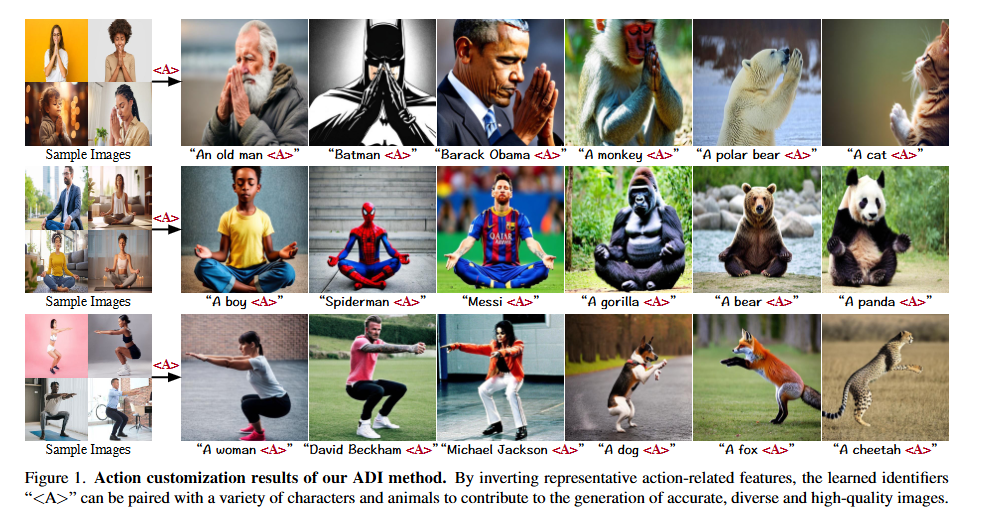 <A>
"An old man <A>" "Batman <A>" "Barack Obama <A>" "A monkey <A>" "A polar bear <A>" "A cat <A>"
Sample Images
<A>
QATAR
"A boy <A>" "Spiderman <A>" "Messi <A>" "A gorilla <A>" "A bear <A>" "A panda <A>"
Sample Images
<A>
"A woman <A>" "David Beckham <A>" "Michael Jackson <A>" "A dog <A>" "A fox <A>" "A cheetah <A>"
Sample Images
Figure 1. Action customization results of our ADI method. By inverting representative action-related features, the learned identifiers
“<A>” can be paired with a variety of characters and animals to contribute to the generation of accurate, diverse and high-quality images.